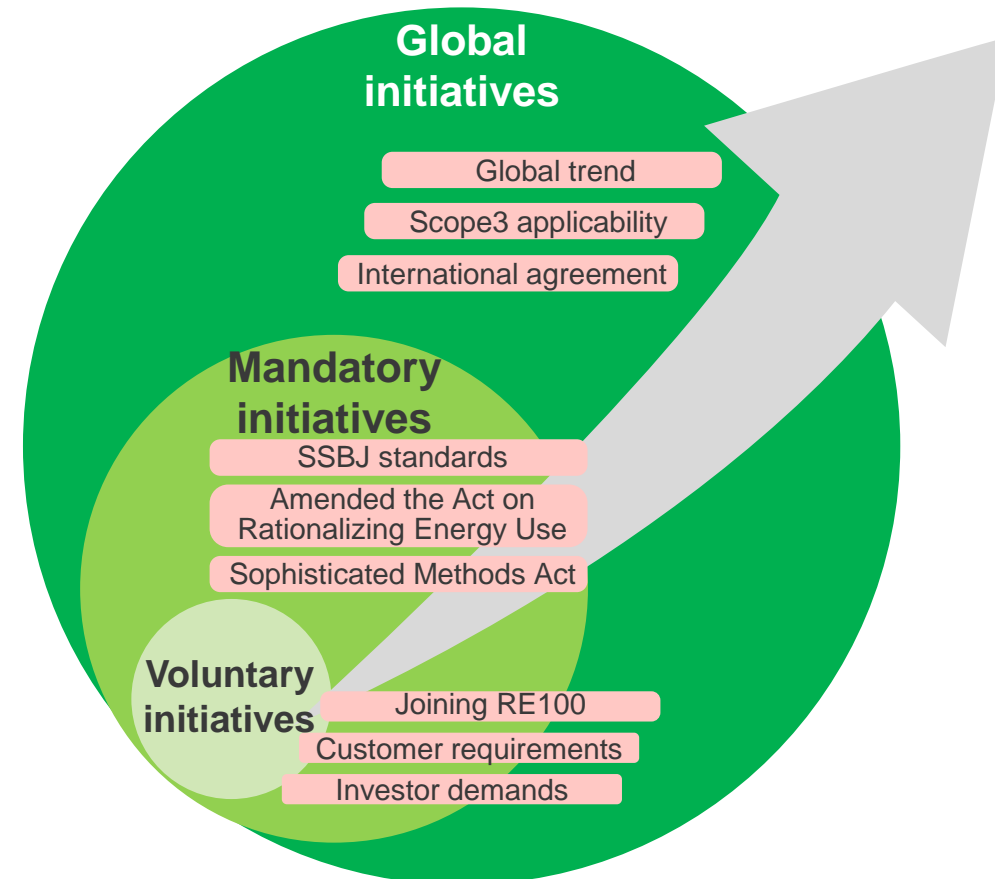 Global
initiatives
Global trend
Scope3 applicability
International agreement
Mandatory
initiatives
SSBJ standards
Amended the Act on
Rationalizing Energy Use
Sophisticated Methods Act
Voluntary
initiatives
Joining RE100
Customer requirements
Investor demands